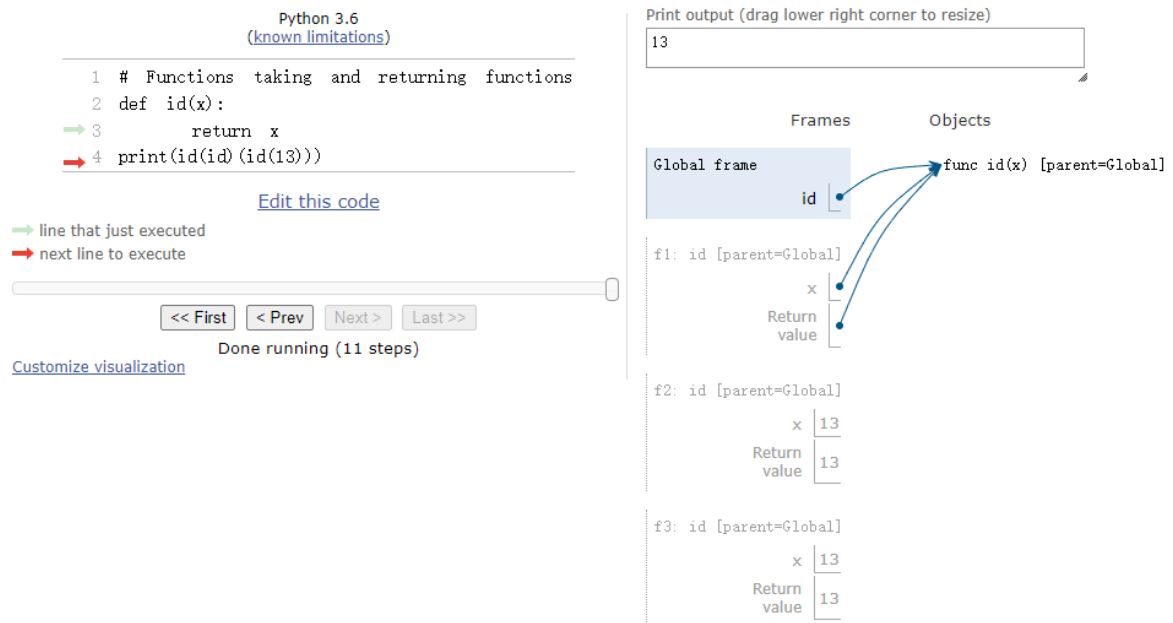 Python 3.6
(known limitations)
1 # Functions taking and returning functions
2 def id(x):
3 return x
4 print(id(id)(id(13)))
Edit this code
line that just executed
next line to execute
<< First < Prev Next > Last >>
Done running (11 steps)
Customize visualization
Print output (drag lower right corner to resize)
13
Frames Objects
Global frame func id(x) [parent=Global]
id
f1: id [parent=Global]
x
Return
value
f2: id [parent=Global]
x 13
Return
value 13
f3: id [parent=Global]
x 13
Return
value 13